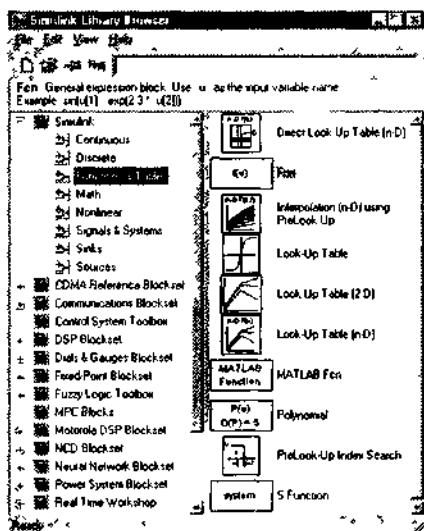 Simulink Library Browser
File Edit View Help
Fcn General expression block. Use "u" as the input variable name
Example: sin(u[1]) exp(2.3 * u[2])
Simulink
Continuous
Discrete
Math
Nonlinear
Signals & Systems
Sinks
Sources
CDMA Reference Blockset
Communications Blockset
Control System Toolbox
DSP Blockset
Dials & Gauges Blockset
Fixed-Point Blockset
Fuzzy Logic Toolbox
MPC Blocks
Motorola DSP Blockset
NCD Blockset
Neural Network Blockset
Power System Blockset
Real Time Workshop
Direct Look Up Table (n-D)
f(u) Fcn
Interpolation (n-D) using
PreLook Up
Look-Up Table
Look Up Table (2-D)
Look-Up Table (n-D)
MATLAB
Function
MATLAB Fcn
P(u)
O(P) = 5
Polynomial
PreLook-Up Index Search
system S Function
Ready